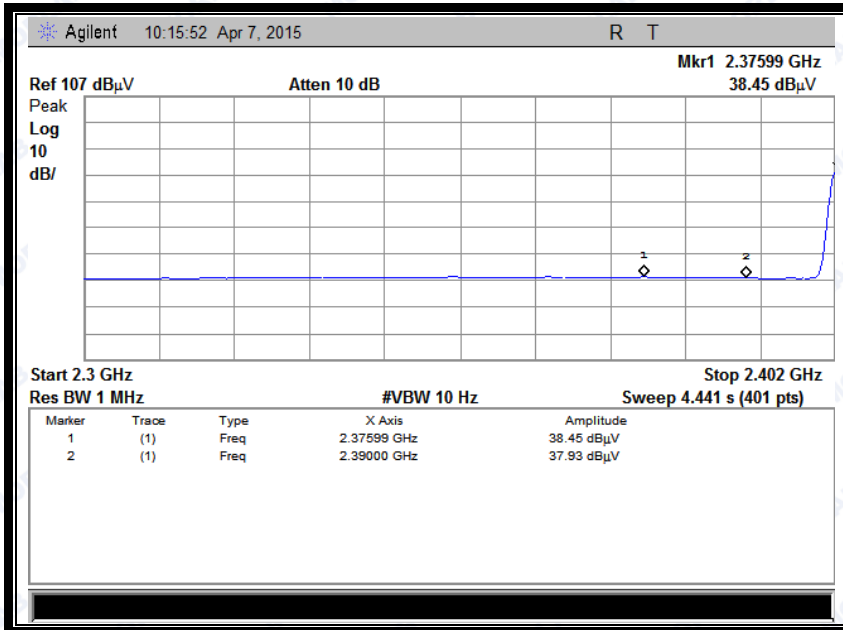 Agilent 10:15:52 Apr 7, 2015 R T
Mkr1 2.37599 GHz
Ref 107 dBµV Atten 10 dB 38.45 dBµV
Peak
Log
10
dB/
1 2
Start 2.3 GHz Stop 2.402 GHz
Res BW 1 MHz #VBW 10 Hz Sweep 4.441 s (401 pts)
Marker Trace Type X Axis Amplitude
1 (1) Freq 2.37599 GHz 38.45 dBµV
2 (1) Freq 2.39000 GHz 37.93 dBµV